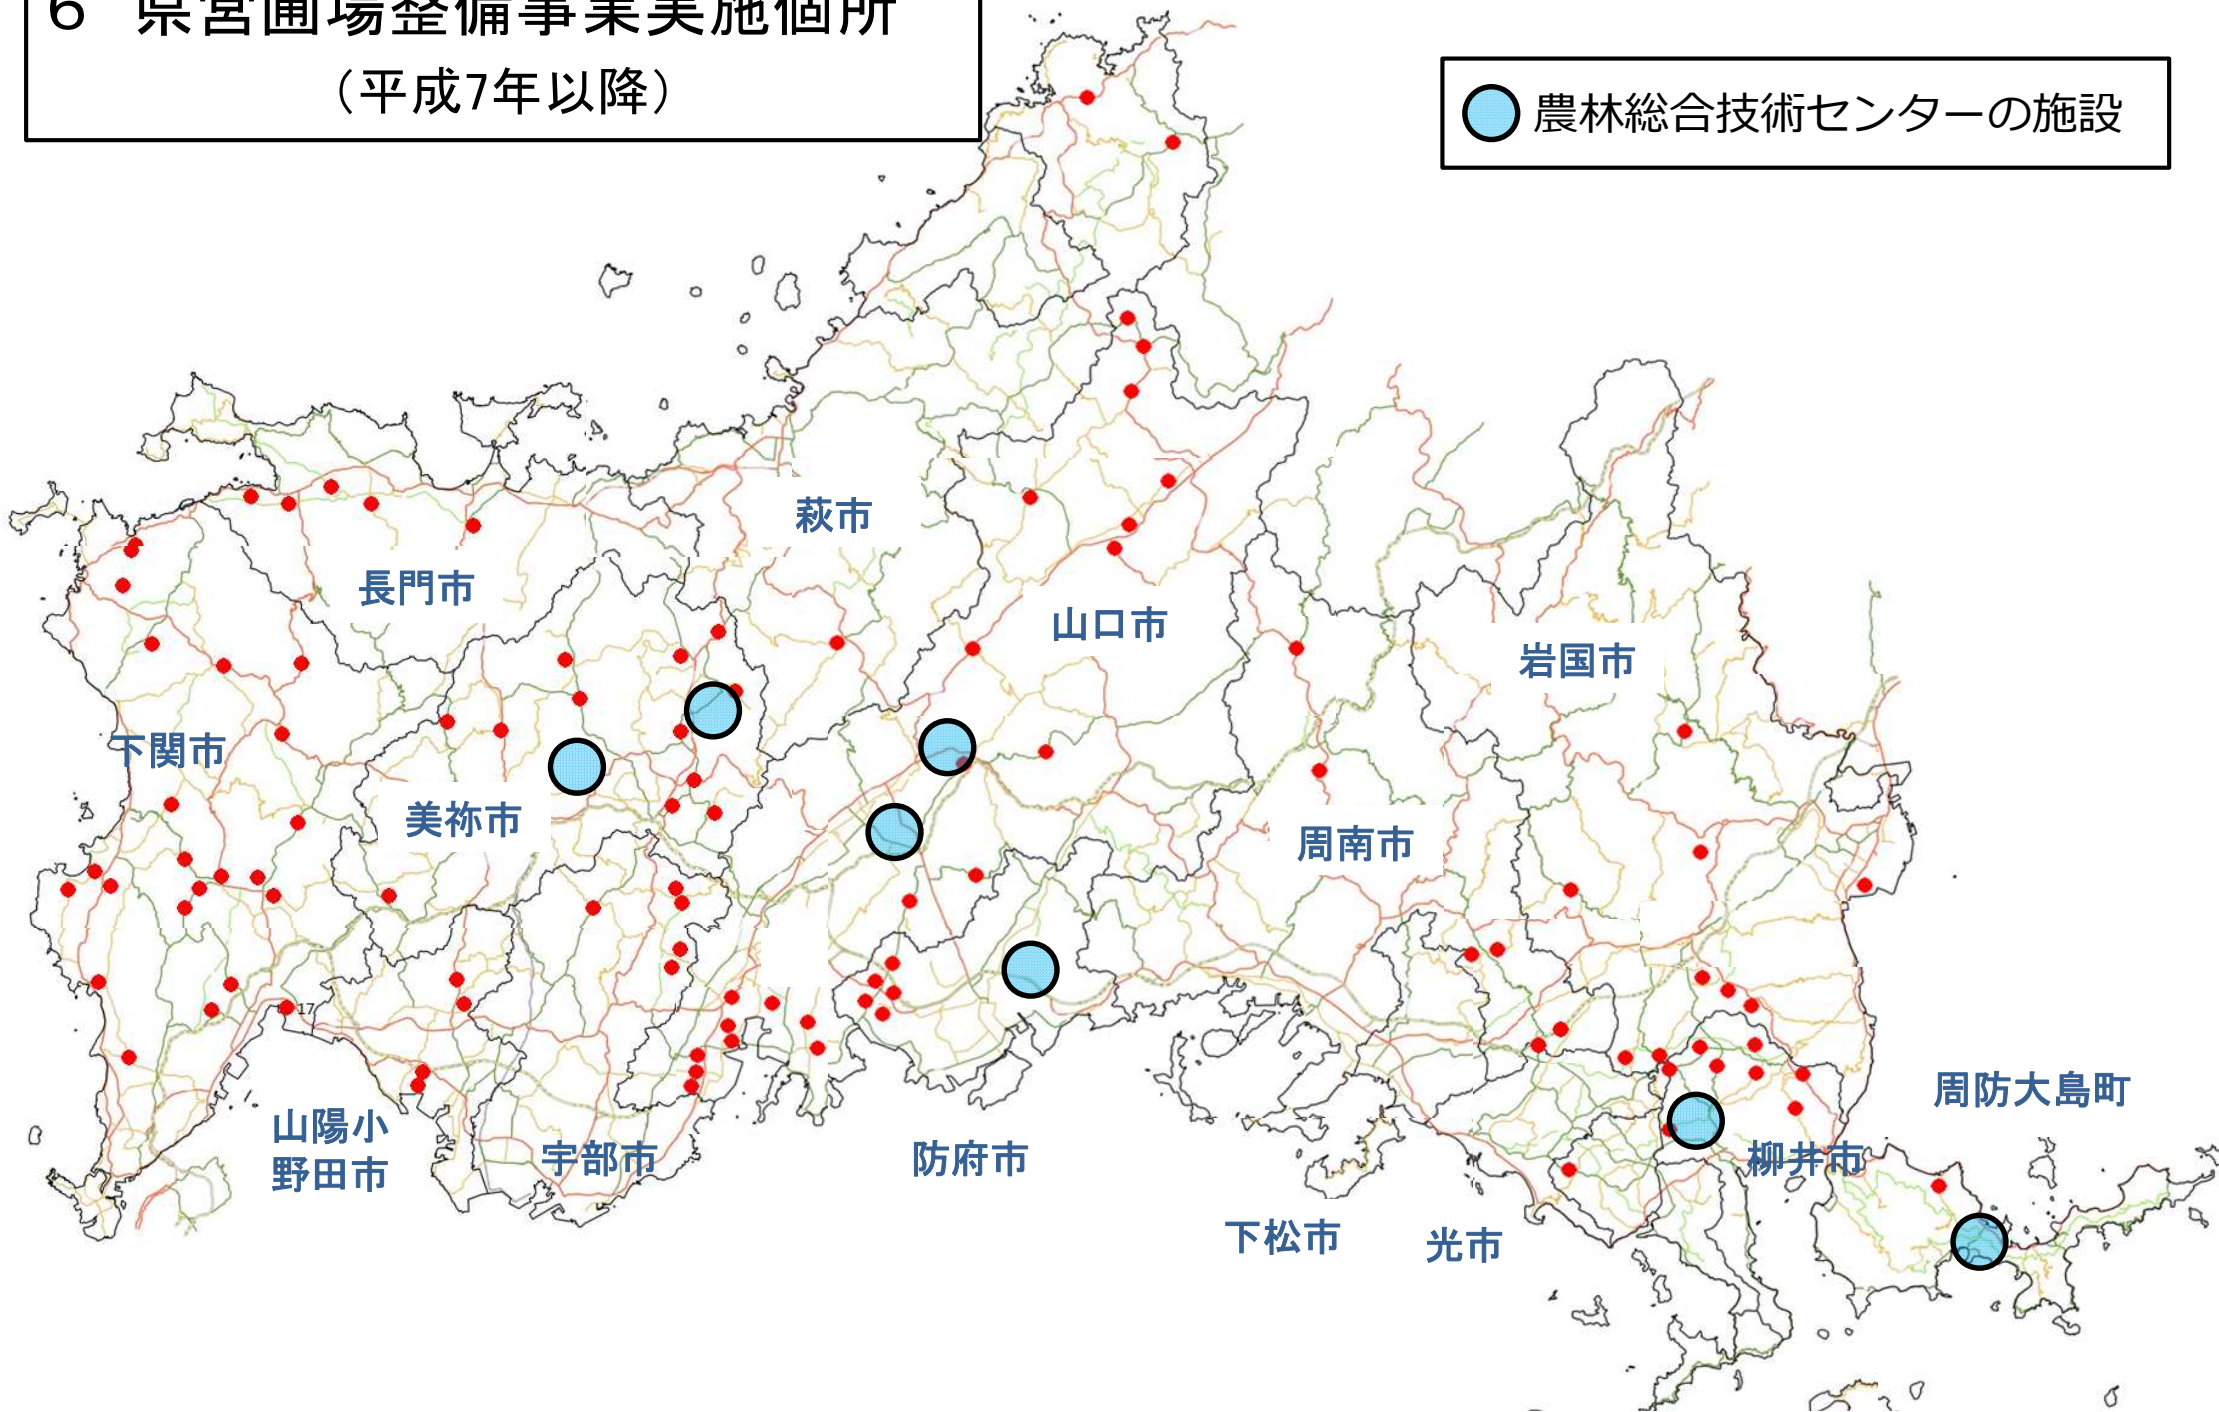 6 県営圃場整備事業実施個所
（平成7年以降）
農林総合技術センターの施設
萩市
長門市
山口市
岩国市
下関市
美祢市
周南市
17
周防大島町
山陽小
野田市
宇部市
防府市
柳井市
下松市
光市